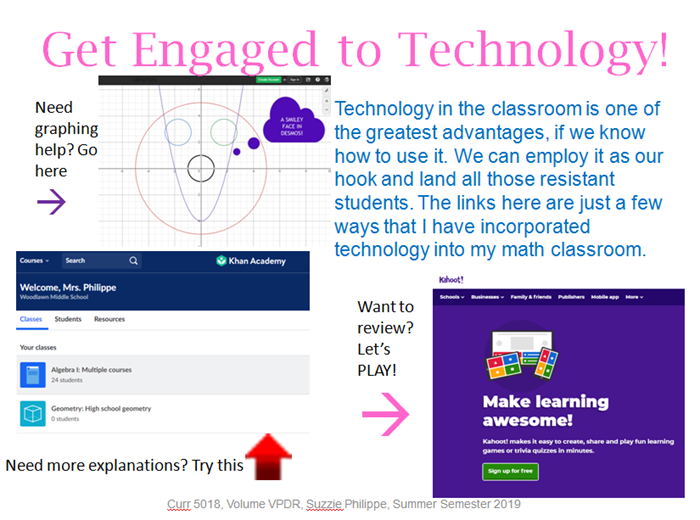 Get Engaged to Technology!
Need
graphing
help? Go
here
Create Account
or
Sign In
A SMILEY
FACE IN
DESMOS!
Technology in the classroom is one of
the greatest advantages, if we know
how to use it. We can employ it as our
hook and land all those resistant
students. The links here are just a few
ways that I have incorporated
technology into my math classroom.
Courses
Search
Khan Academy
Welcome, Mrs. Philippe
Woodlawn Middle School
Classes Students Resources
Your classes
Algebra I: Multiple courses
24 students
Geometry: High school geometry
0 students
Need more explanations? Try this
Want to
review?
Let's
PLAY!
Kahoot!
Schools Businesses Family & friends Publishers Mobile app More
Make learning
awesome!
Kahoot! makes it easy to create, share and play fun learning
games or trivia quizzes in minutes.
Sign up for free
Curr 5018, Volume VPDR, Suzzie Philippe, Summer Semester 2019